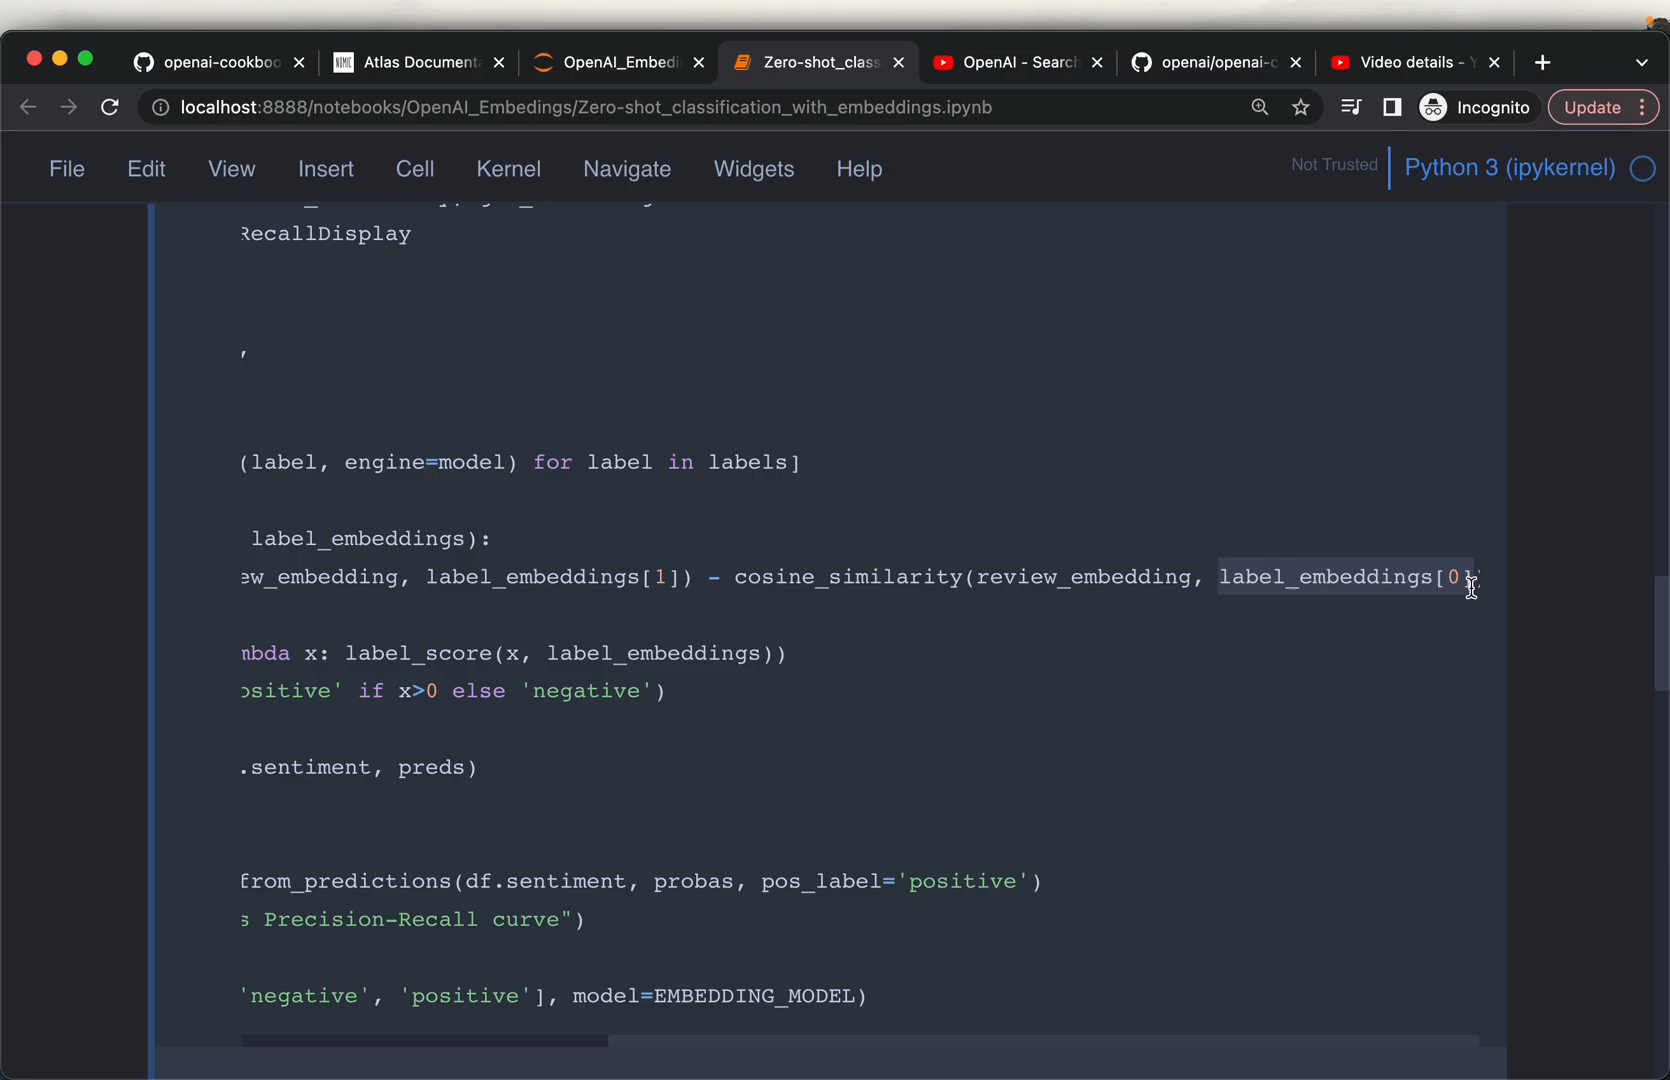 openai-cookboo
Atlas Documenta
OpenAI_Embedi
Zero-shot_class
OpenAI - Search
openai/openai-c
Video details - Y
localhost:8888/notebooks/OpenAI_Embedings/Zero-shot_classification_with_embeddings.ipynb
Incognito
Update
File Edit View Insert Cell Kernel Navigate Widgets Help
Not Trusted
Python 3 (ipykernel)
RecallDisplay
,
(label, engine=model) for label in labels]
label_embeddings):
ew_embedding, label_embeddings[1]) - cosine_similarity(review_embedding, label_embeddings[0]
mbda x: label_score(x, label_embeddings))
ositive' if x>0 else 'negative')
.sentiment, preds)
from_predictions(df.sentiment, probas, pos_label='positive')
s Precision-Recall curve")
'negative', 'positive'], model=EMBEDDING_MODEL)